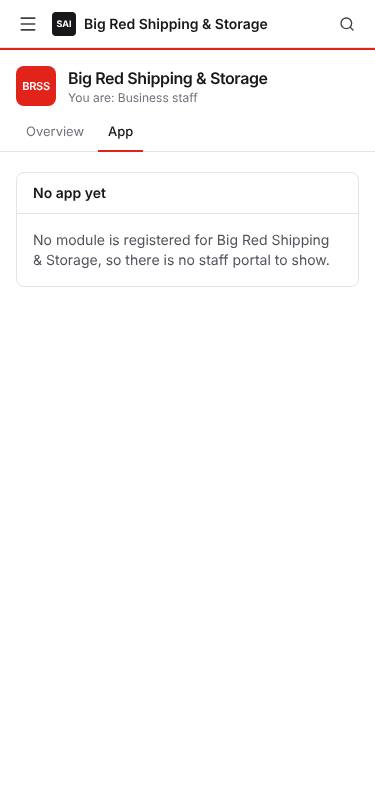 SAI Big Red Shipping & Storage
BRSS
Big Red Shipping & Storage
You are: Business staff
Overview App
No app yet
No module is registered for Big Red Shipping
& Storage, so there is no staff portal to show.